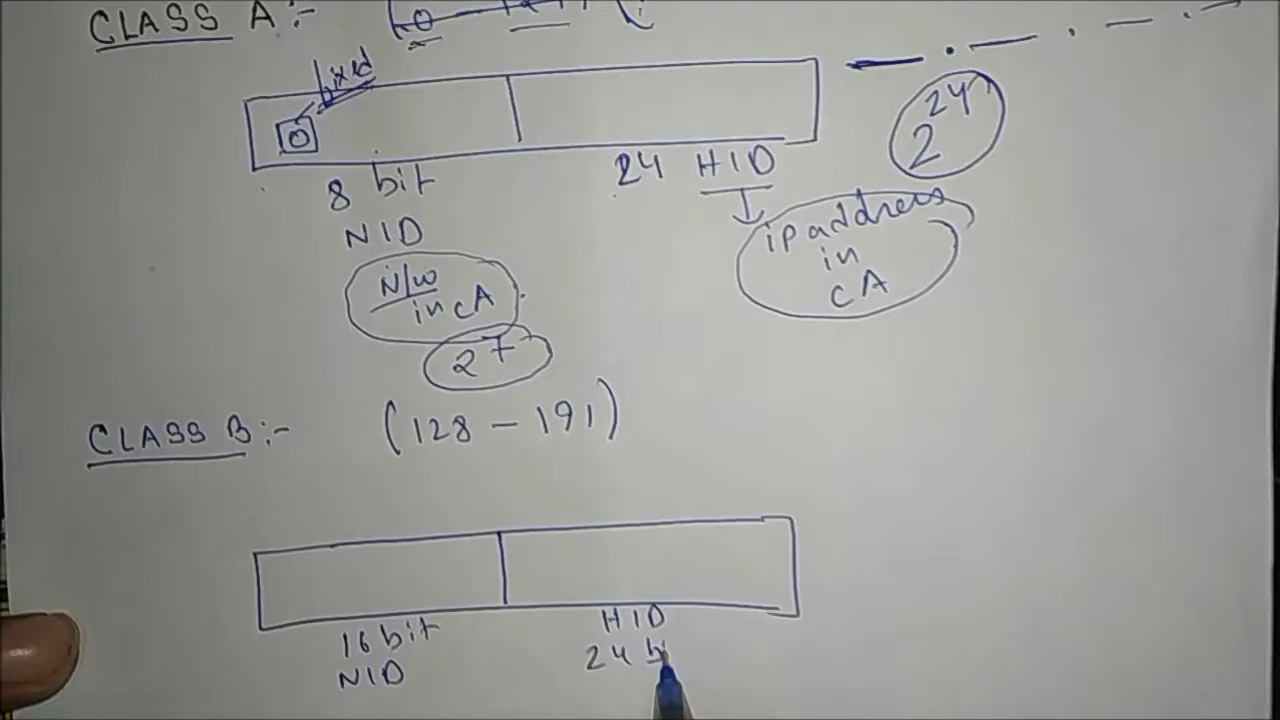 CLASS A :-
fixed
0
8 bit
NID
N/W
in CA
2^7
24 HID
2^24
ip address
in
CA
CLASS B :- (128 - 191)
16 bit
NID
HID
24 bi